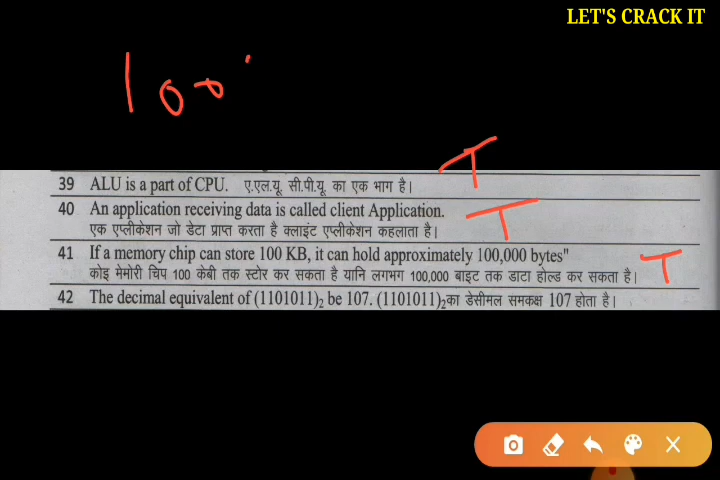 LET'S CRACK IT
100
T
39 ALU is a part of CPU. ए.एल.यू. सी.पी.यू. का एक भाग है।
T
40 An application receiving data is called client Application.
एक एप्लीकेशन जो डेटा प्राप्त करता है क्लाइंट एप्लीकेशन कहलाता है।
41 If a memory chip can store 100 KB, it can hold approximately 100,000 bytes"
T
कोई मेमोरी चिप 100 केबी तक स्टोर कर सकता है यानि लगभग 100,000 बाइट तक डाटा होल्ड कर सकता है।
42 The decimal equivalent of (1101011)₂ be 107. (1101011)₂का डेसीमल समकक्ष 107 होता है।